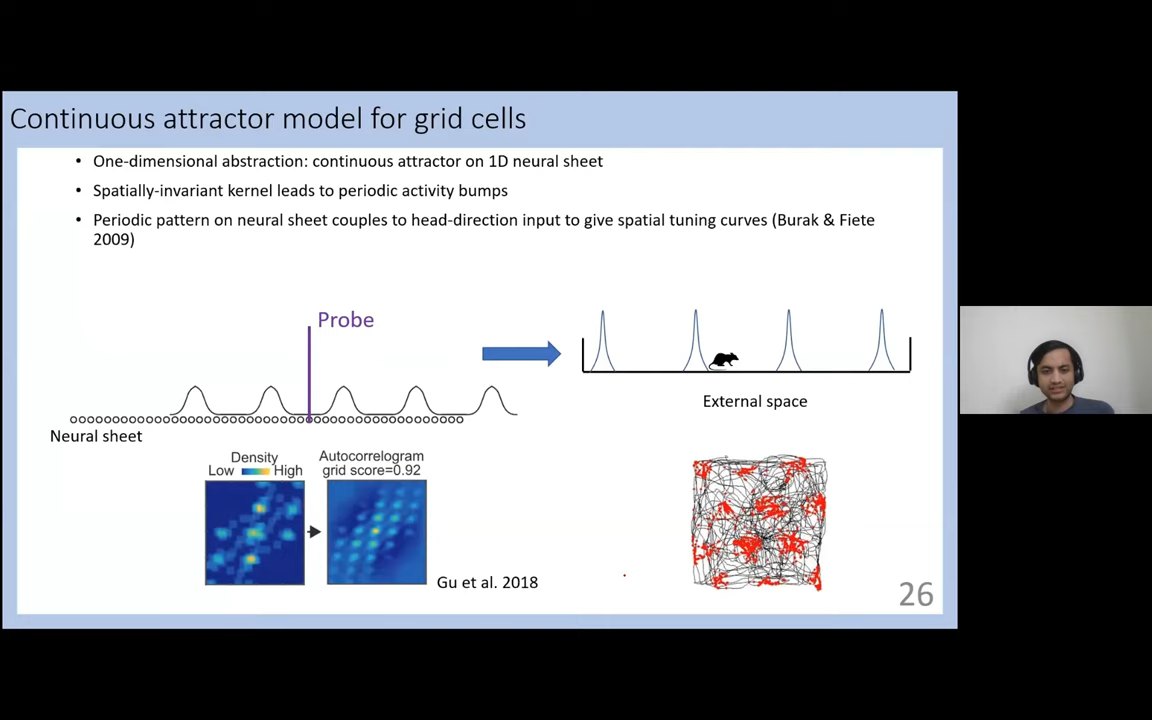 Continuous attractor model for grid cells
• One-dimensional abstraction: continuous attractor on 1D neural sheet
• Spatially-invariant kernel leads to periodic activity bumps
• Periodic pattern on neural sheet couples to head-direction input to give spatial tuning curves (Burak & Fiete
2009)
Probe
External space
Neural sheet
Density
Low High
Autocorrelogram
grid score=0.92
Gu et al. 2018
26